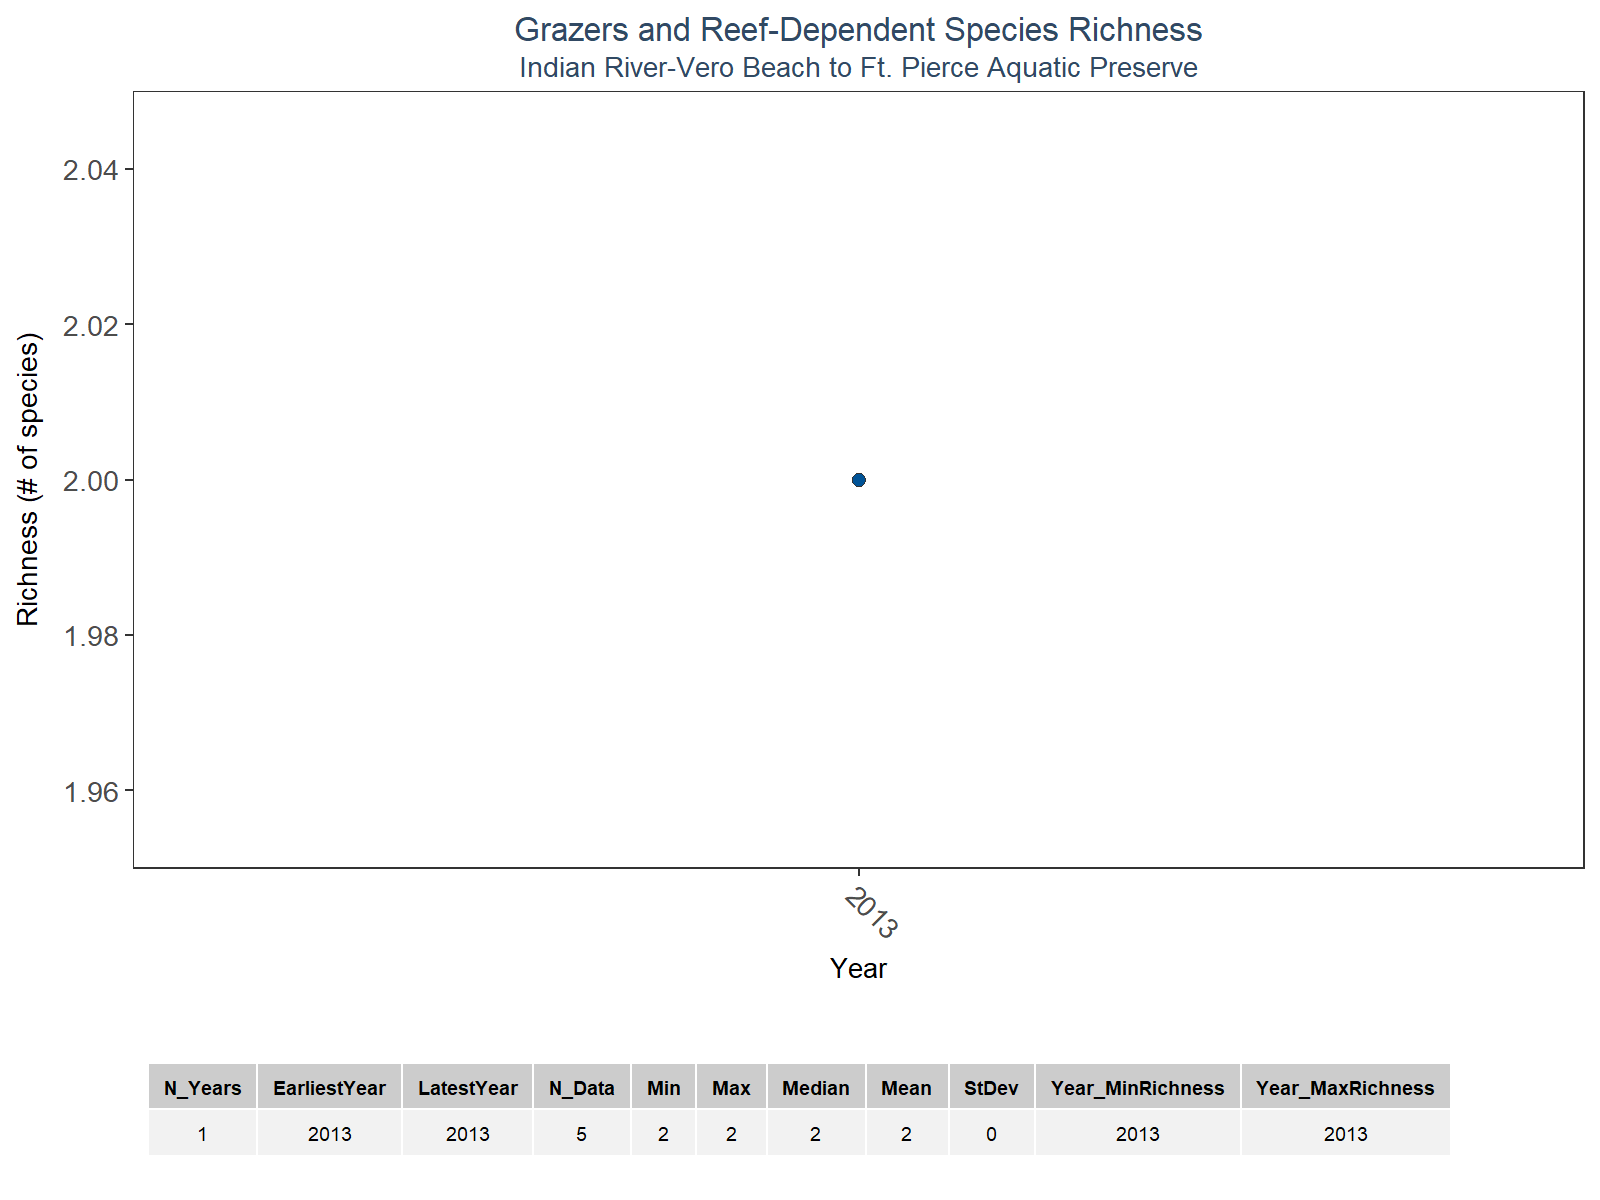 Grazers and Reef-Dependent Species Richness
Indian River-Vero Beach to Ft. Pierce Aquatic Preserve
Richness (# of species)
2.04
2.02
2.00
1.98
1.96
2013
Year
N_Years EarliestYear LatestYear N_Data Min Max Median Mean StDev Year_MinRichness Year_MaxRichness
1 2013 2013 5 2 2 2 2 0 2013 2013